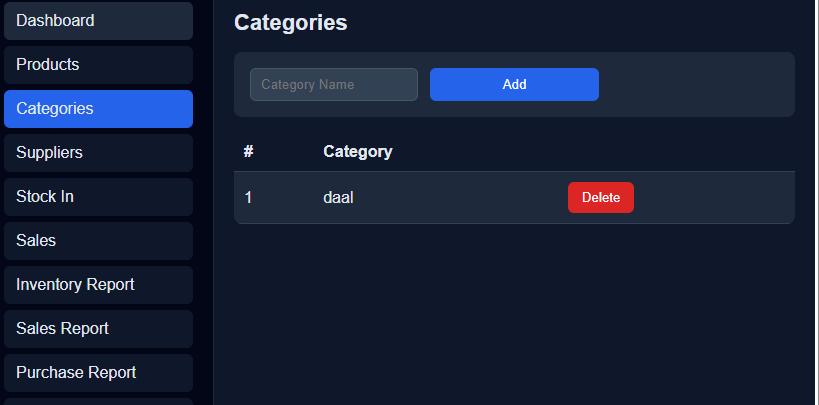 Dashboard
Products
Categories
Suppliers
Stock In
Sales
Inventory Report
Sales Report
Purchase Report
Categories
Category Name Add
# Category
1 daal Delete